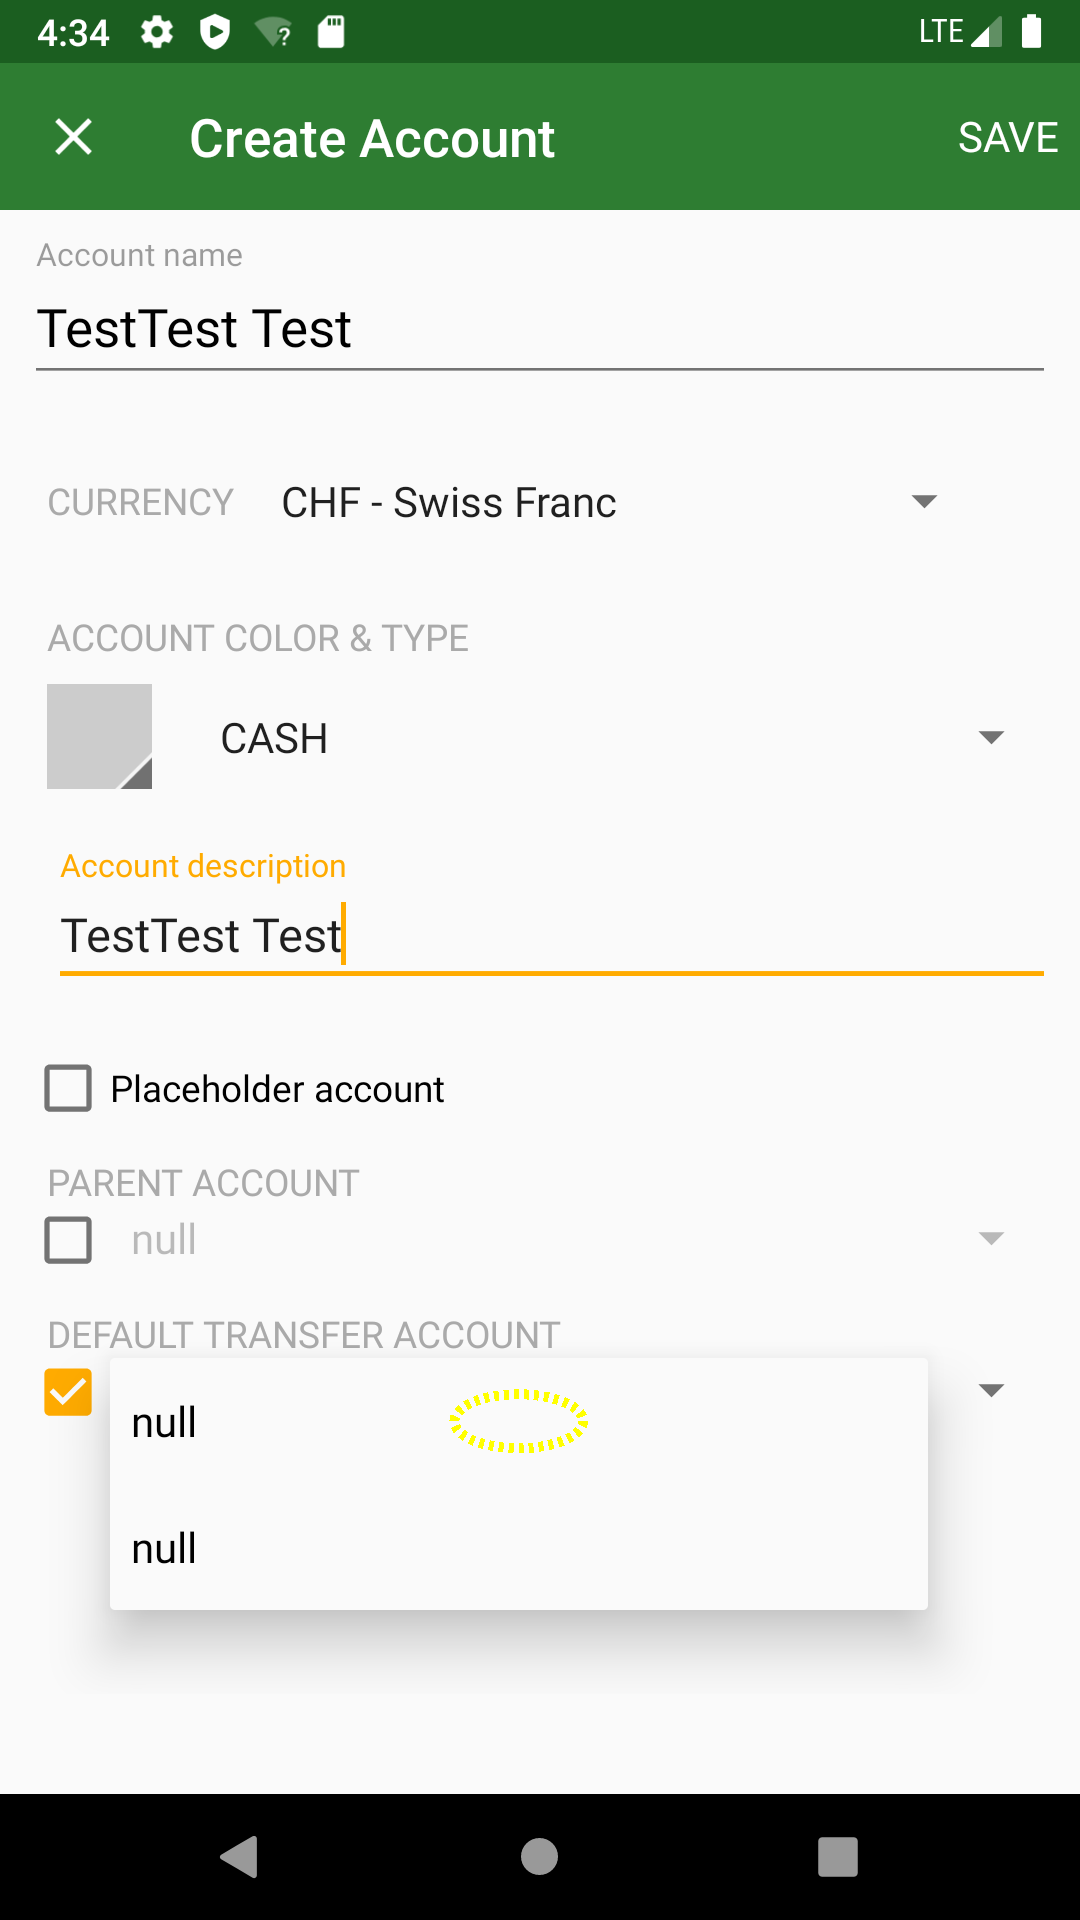 4:34
LTE
Create Account
SAVE
Account name
TestTest Test
CURRENCY CHF - Swiss Franc
ACCOUNT COLOR & TYPE
CASH
Account description
TestTest Test
Placeholder account
PARENT ACCOUNT
null
DEFAULT TRANSFER ACCOUNT
null
null